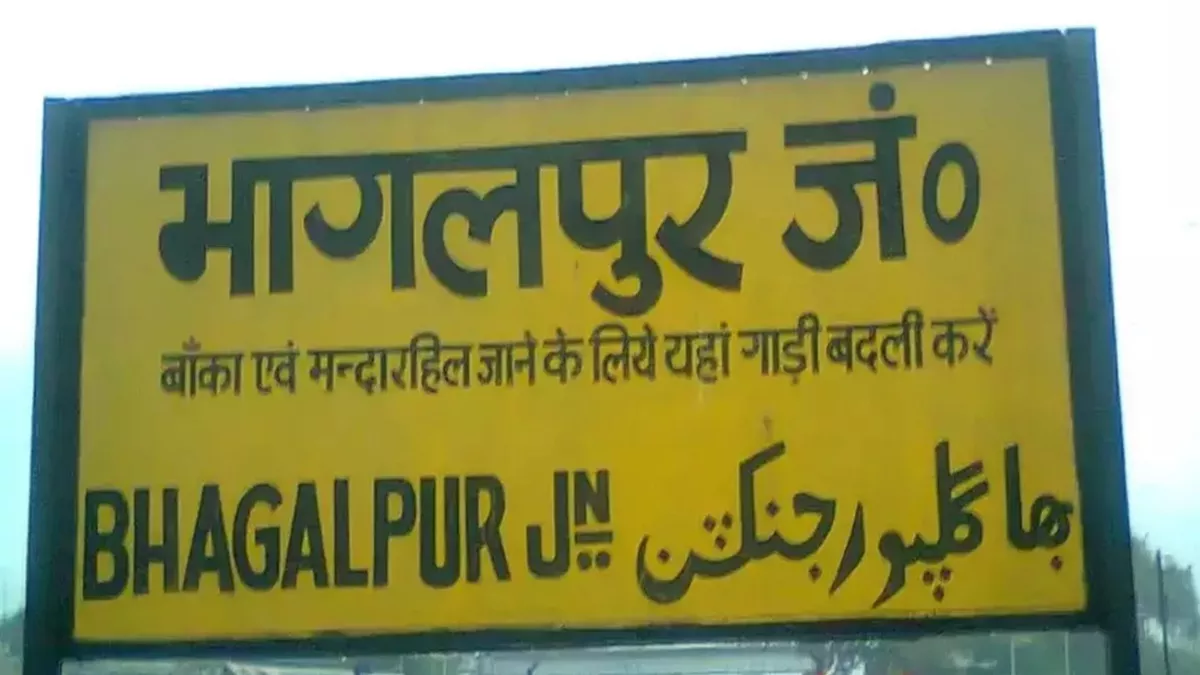 भागलपुर जं०
बाँका एवं मन्दारहिल जाने के लिये यहां गाड़ी बदली करें
BHAGALPUR JN
بھاگلپور جنکشن